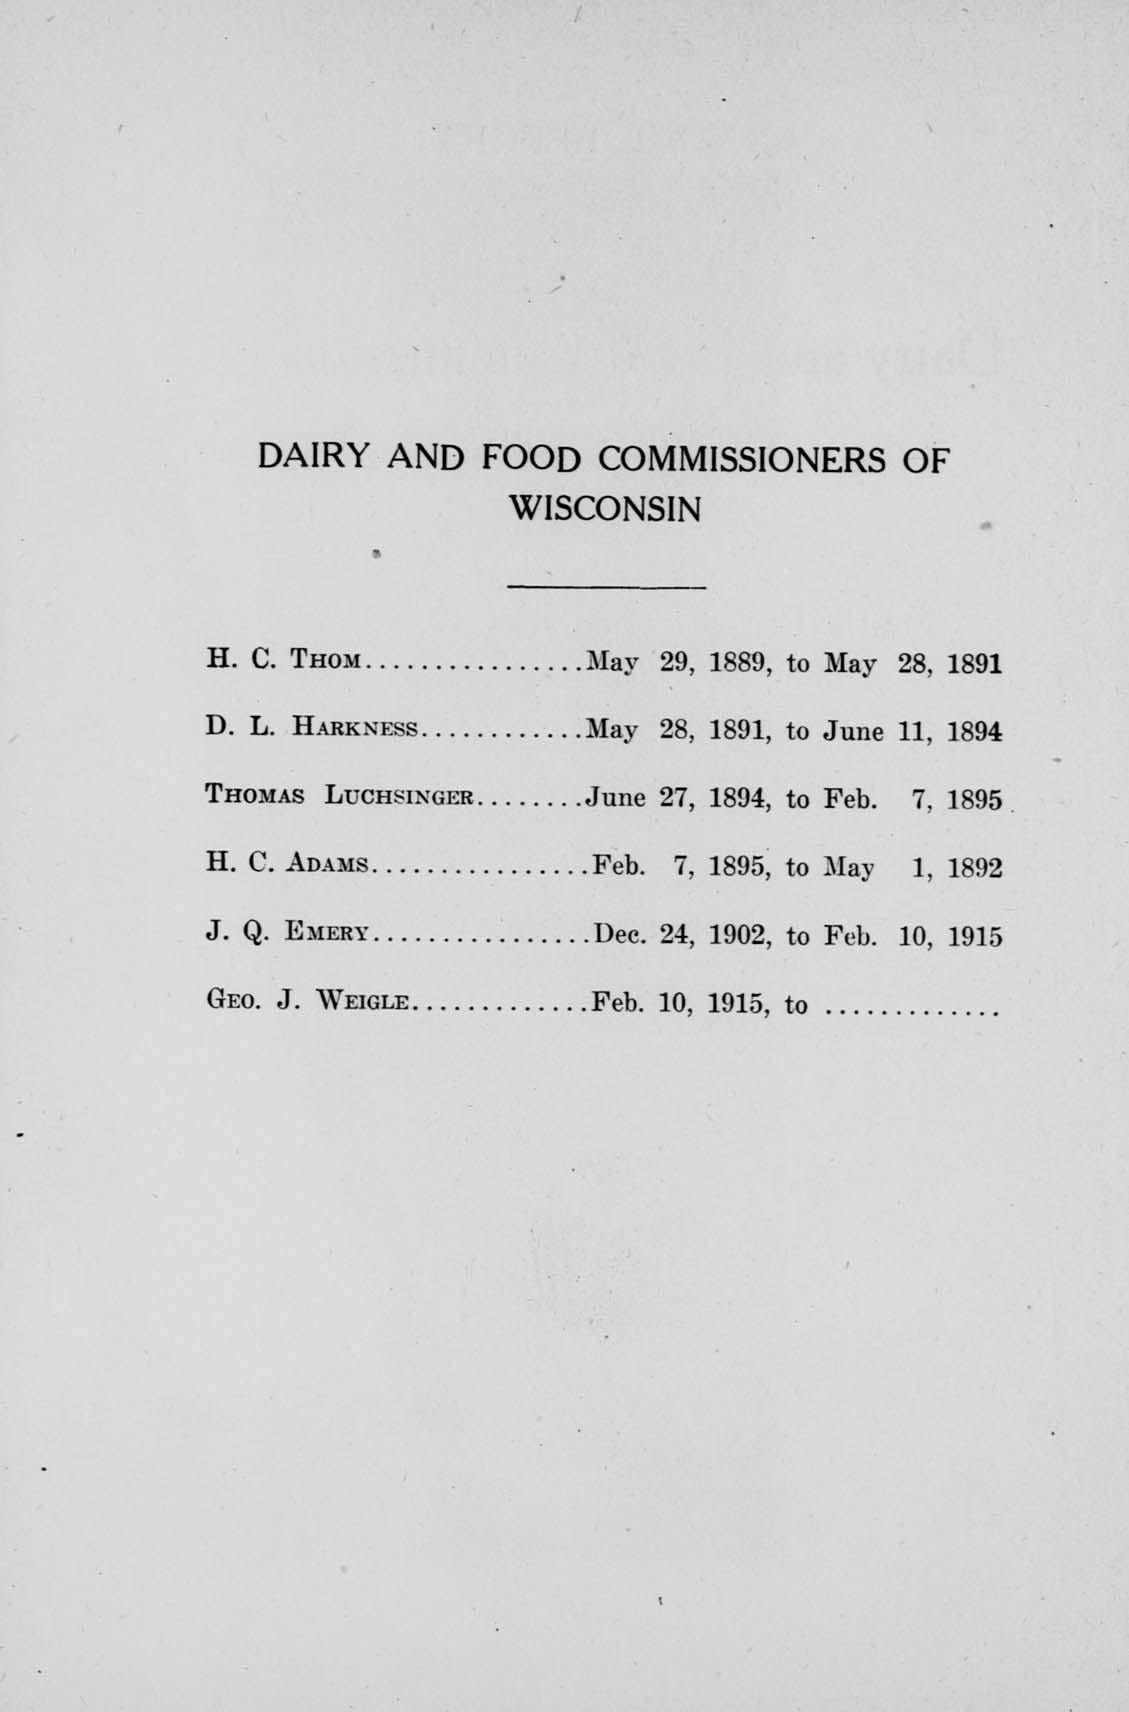 DAIRY AND FOOD COMMISSIONERS OF
WISCONSIN
H. C. THOM................May 29, 1889, to May 28, 1891
D. L. HARKNESS............May 28, 1891, to June 11, 1894
THOMAS LUCHSINGER........June 27, 1894, to Feb. 7, 1895
H. C. ADAMS................Feb. 7, 1895, to May 1, 1892
J. Q. EMERY................Dec. 24, 1902, to Feb. 10, 1915
GEO. J. WEIGLE.............Feb. 10, 1915, to .............